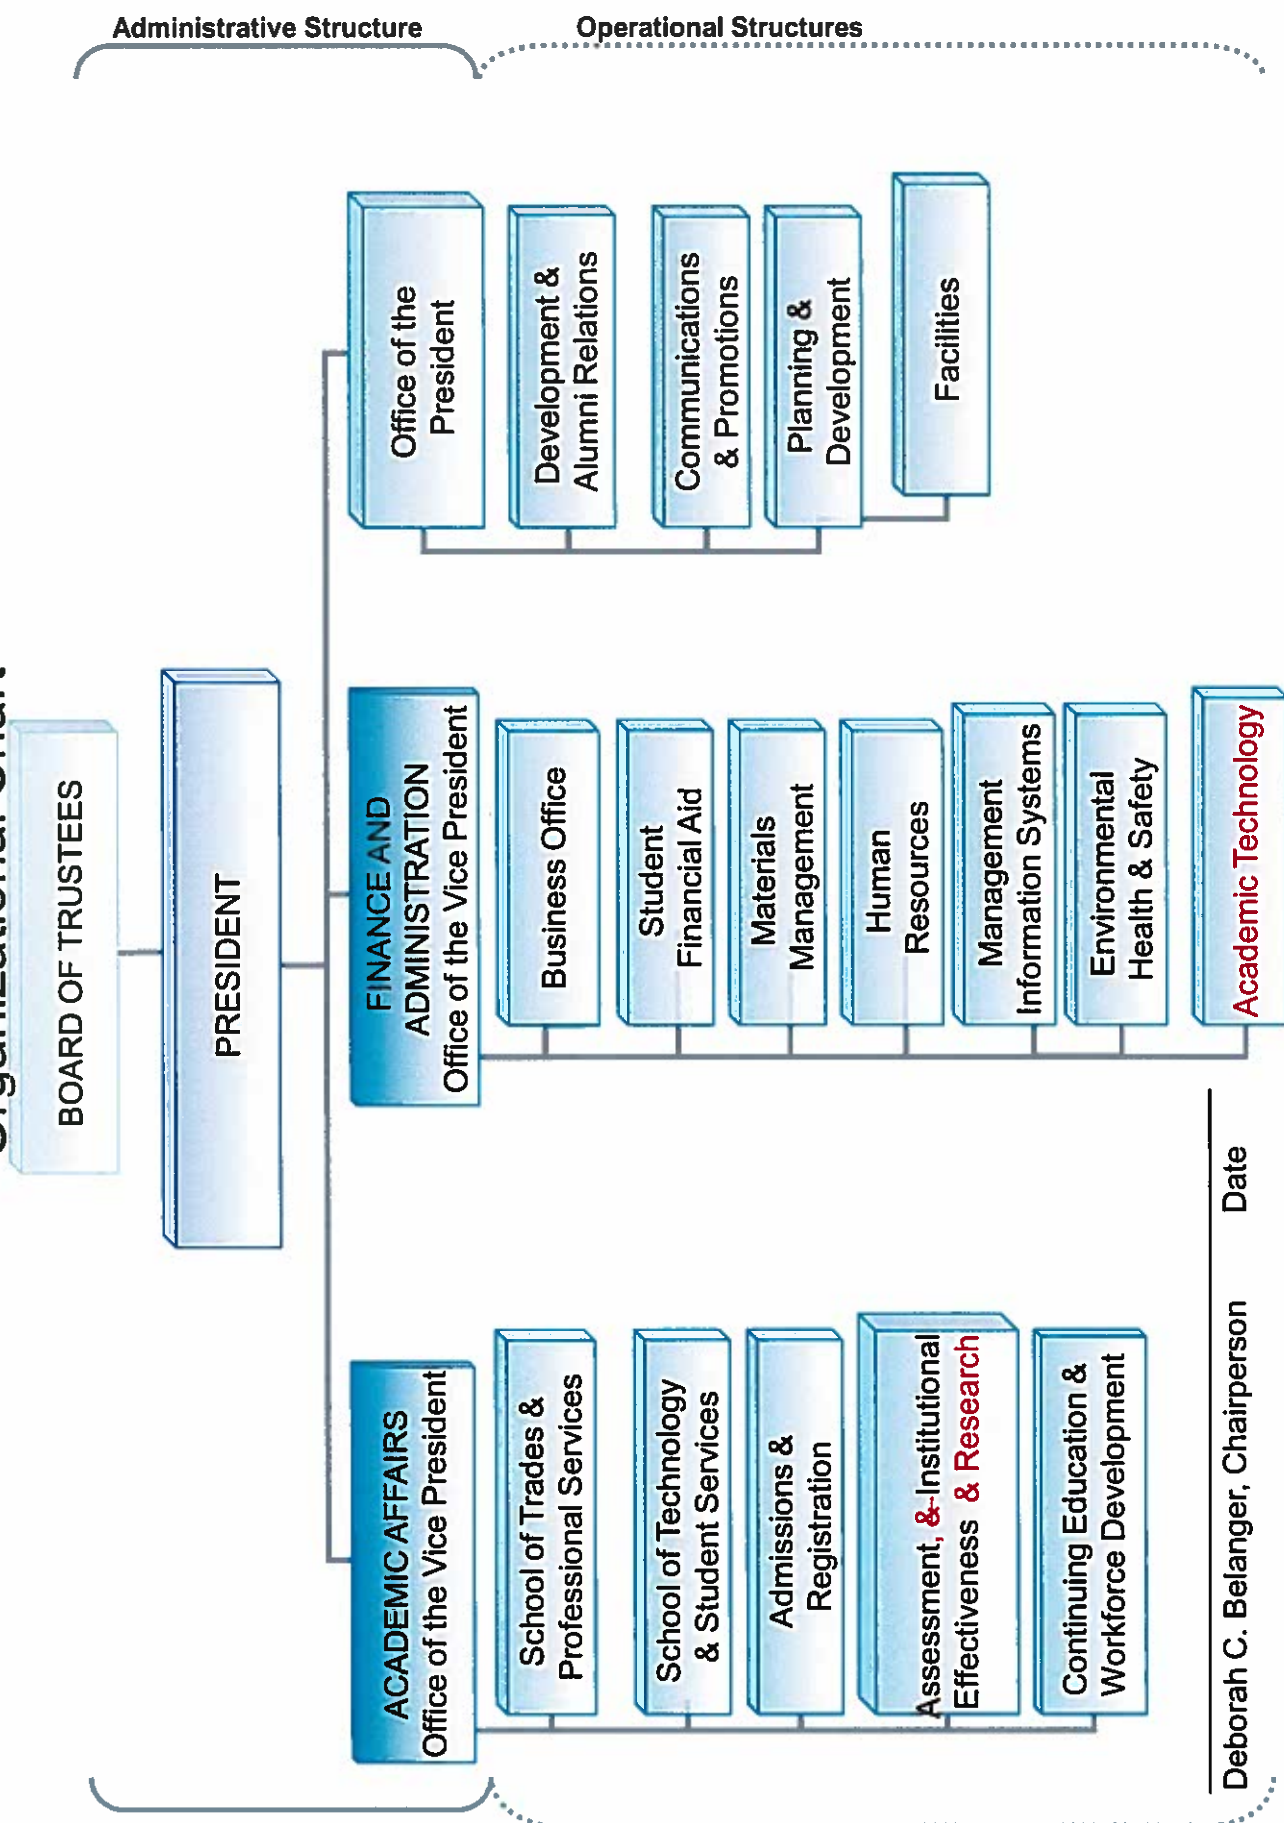 Organizational Chart
BOARD OF TRUSTEES
PRESIDENT
Administrative Structure
Operational Structures
ACADEMIC AFFAIRS
Office of the Vice President
School of Trades &
Professional Services
School of Technology
& Student Services
Admissions &
Registration
Assessment, & Institutional
Effectiveness & Research
Continuing Education &
Workforce Development
FINANCE AND
ADMINISTRATION
Office of the Vice President
Business Office
Student
Financial Aid
Materials
Management
Human
Resources
Management
Information Systems
Environmental
Health & Safety
Academic Technology
Office of the
President
Development &
Alumni Relations
Communications
& Promotions
Planning &
Development
Facilities
Deborah C. Belanger, Chairperson Date